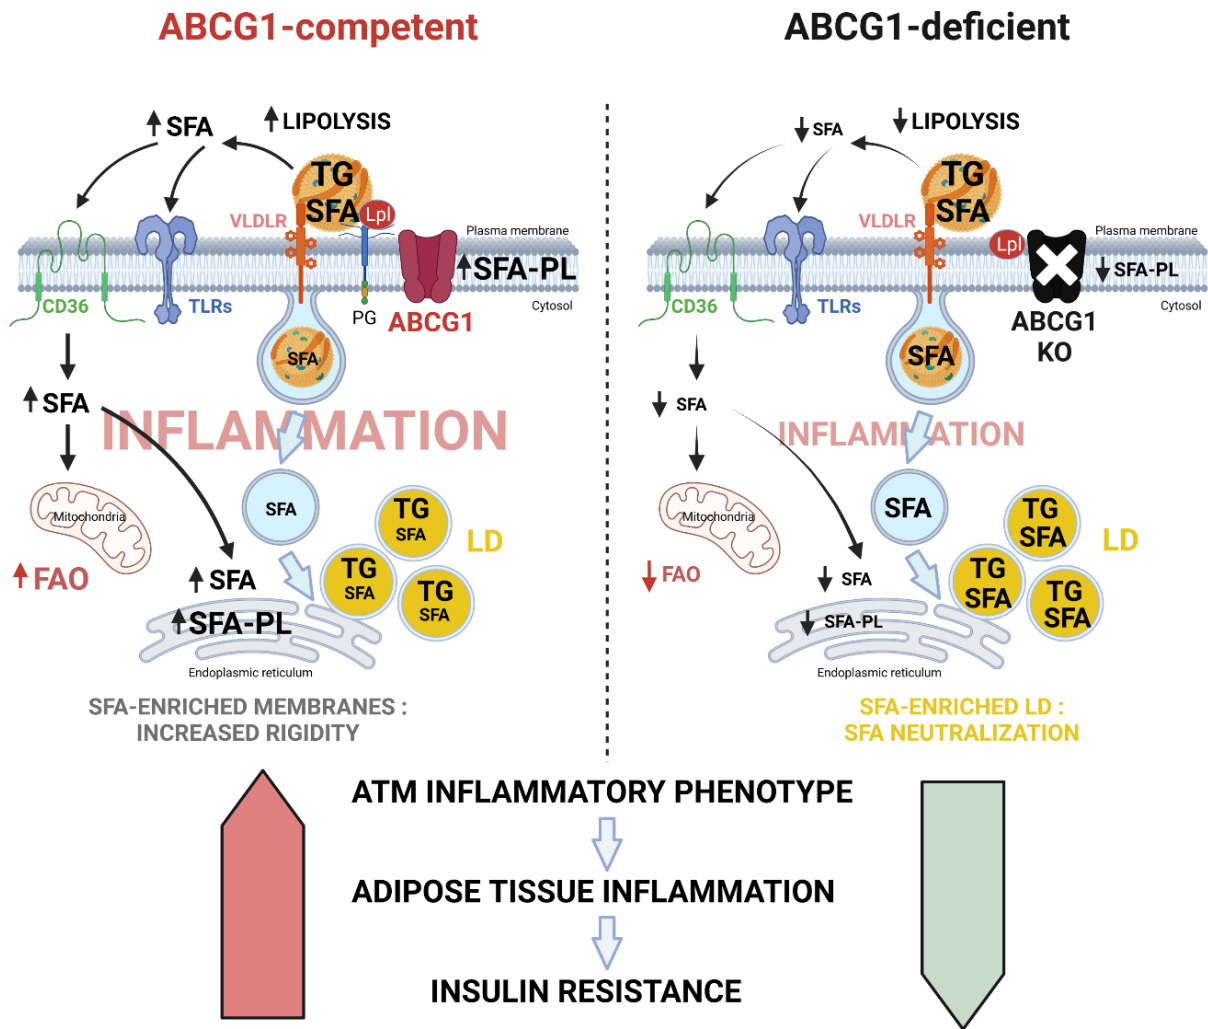 ABCG1-competent
SFA
LIPOLYSIS
TG
SFA
Lpl
VLDLR
Plasma membrane
SFA-PL
CD36
TLRs
PG
ABCG1
Cytosol
SFA
SFA
INFLAMMATION
Mitochondria
SFA
TG
SFA
LD
TG
SFA
TG
SFA
FAO
SFA
SFA-PL
Endoplasmic reticulum
SFA-ENRICHED MEMBRANES :
INCREASED RIGIDITY
ABCG1-deficient
SFA
LIPOLYSIS
TG
SFA
VLDLR
Lpl
Plasma membrane
SFA-PL
CD36
TLRs
Cytosol
ABCG1
KO
SFA
SFA
INFLAMMATION
Mitochondria
SFA
TG
SFA
LD
TG
SFA
TG
SFA
FAO
SFA
SFA-PL
Endoplasmic reticulum
SFA-ENRICHED LD :
SFA NEUTRALIZATION
ATM INFLAMMATORY PHENOTYPE
ADIPOSE TISSUE INFLAMMATION
INSULIN RESISTANCE